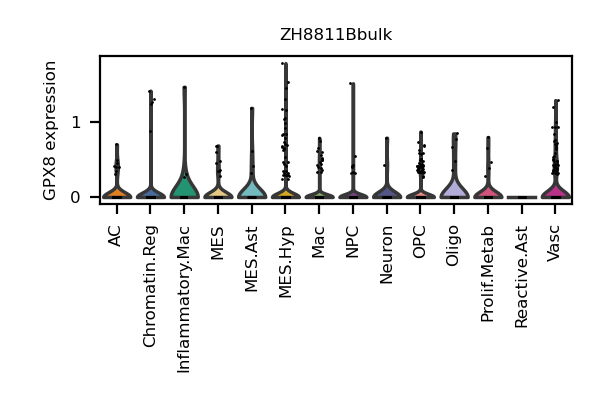 ZH8811Bbulk
GPX8 expression
1
0
AC
Chromatin.Reg
Inflammatory.Mac
MES
MES.Ast
MES.Hyp
Mac
NPC
Neuron
OPC
Oligo
Prolif.Metab
Reactive.Ast
Vasc